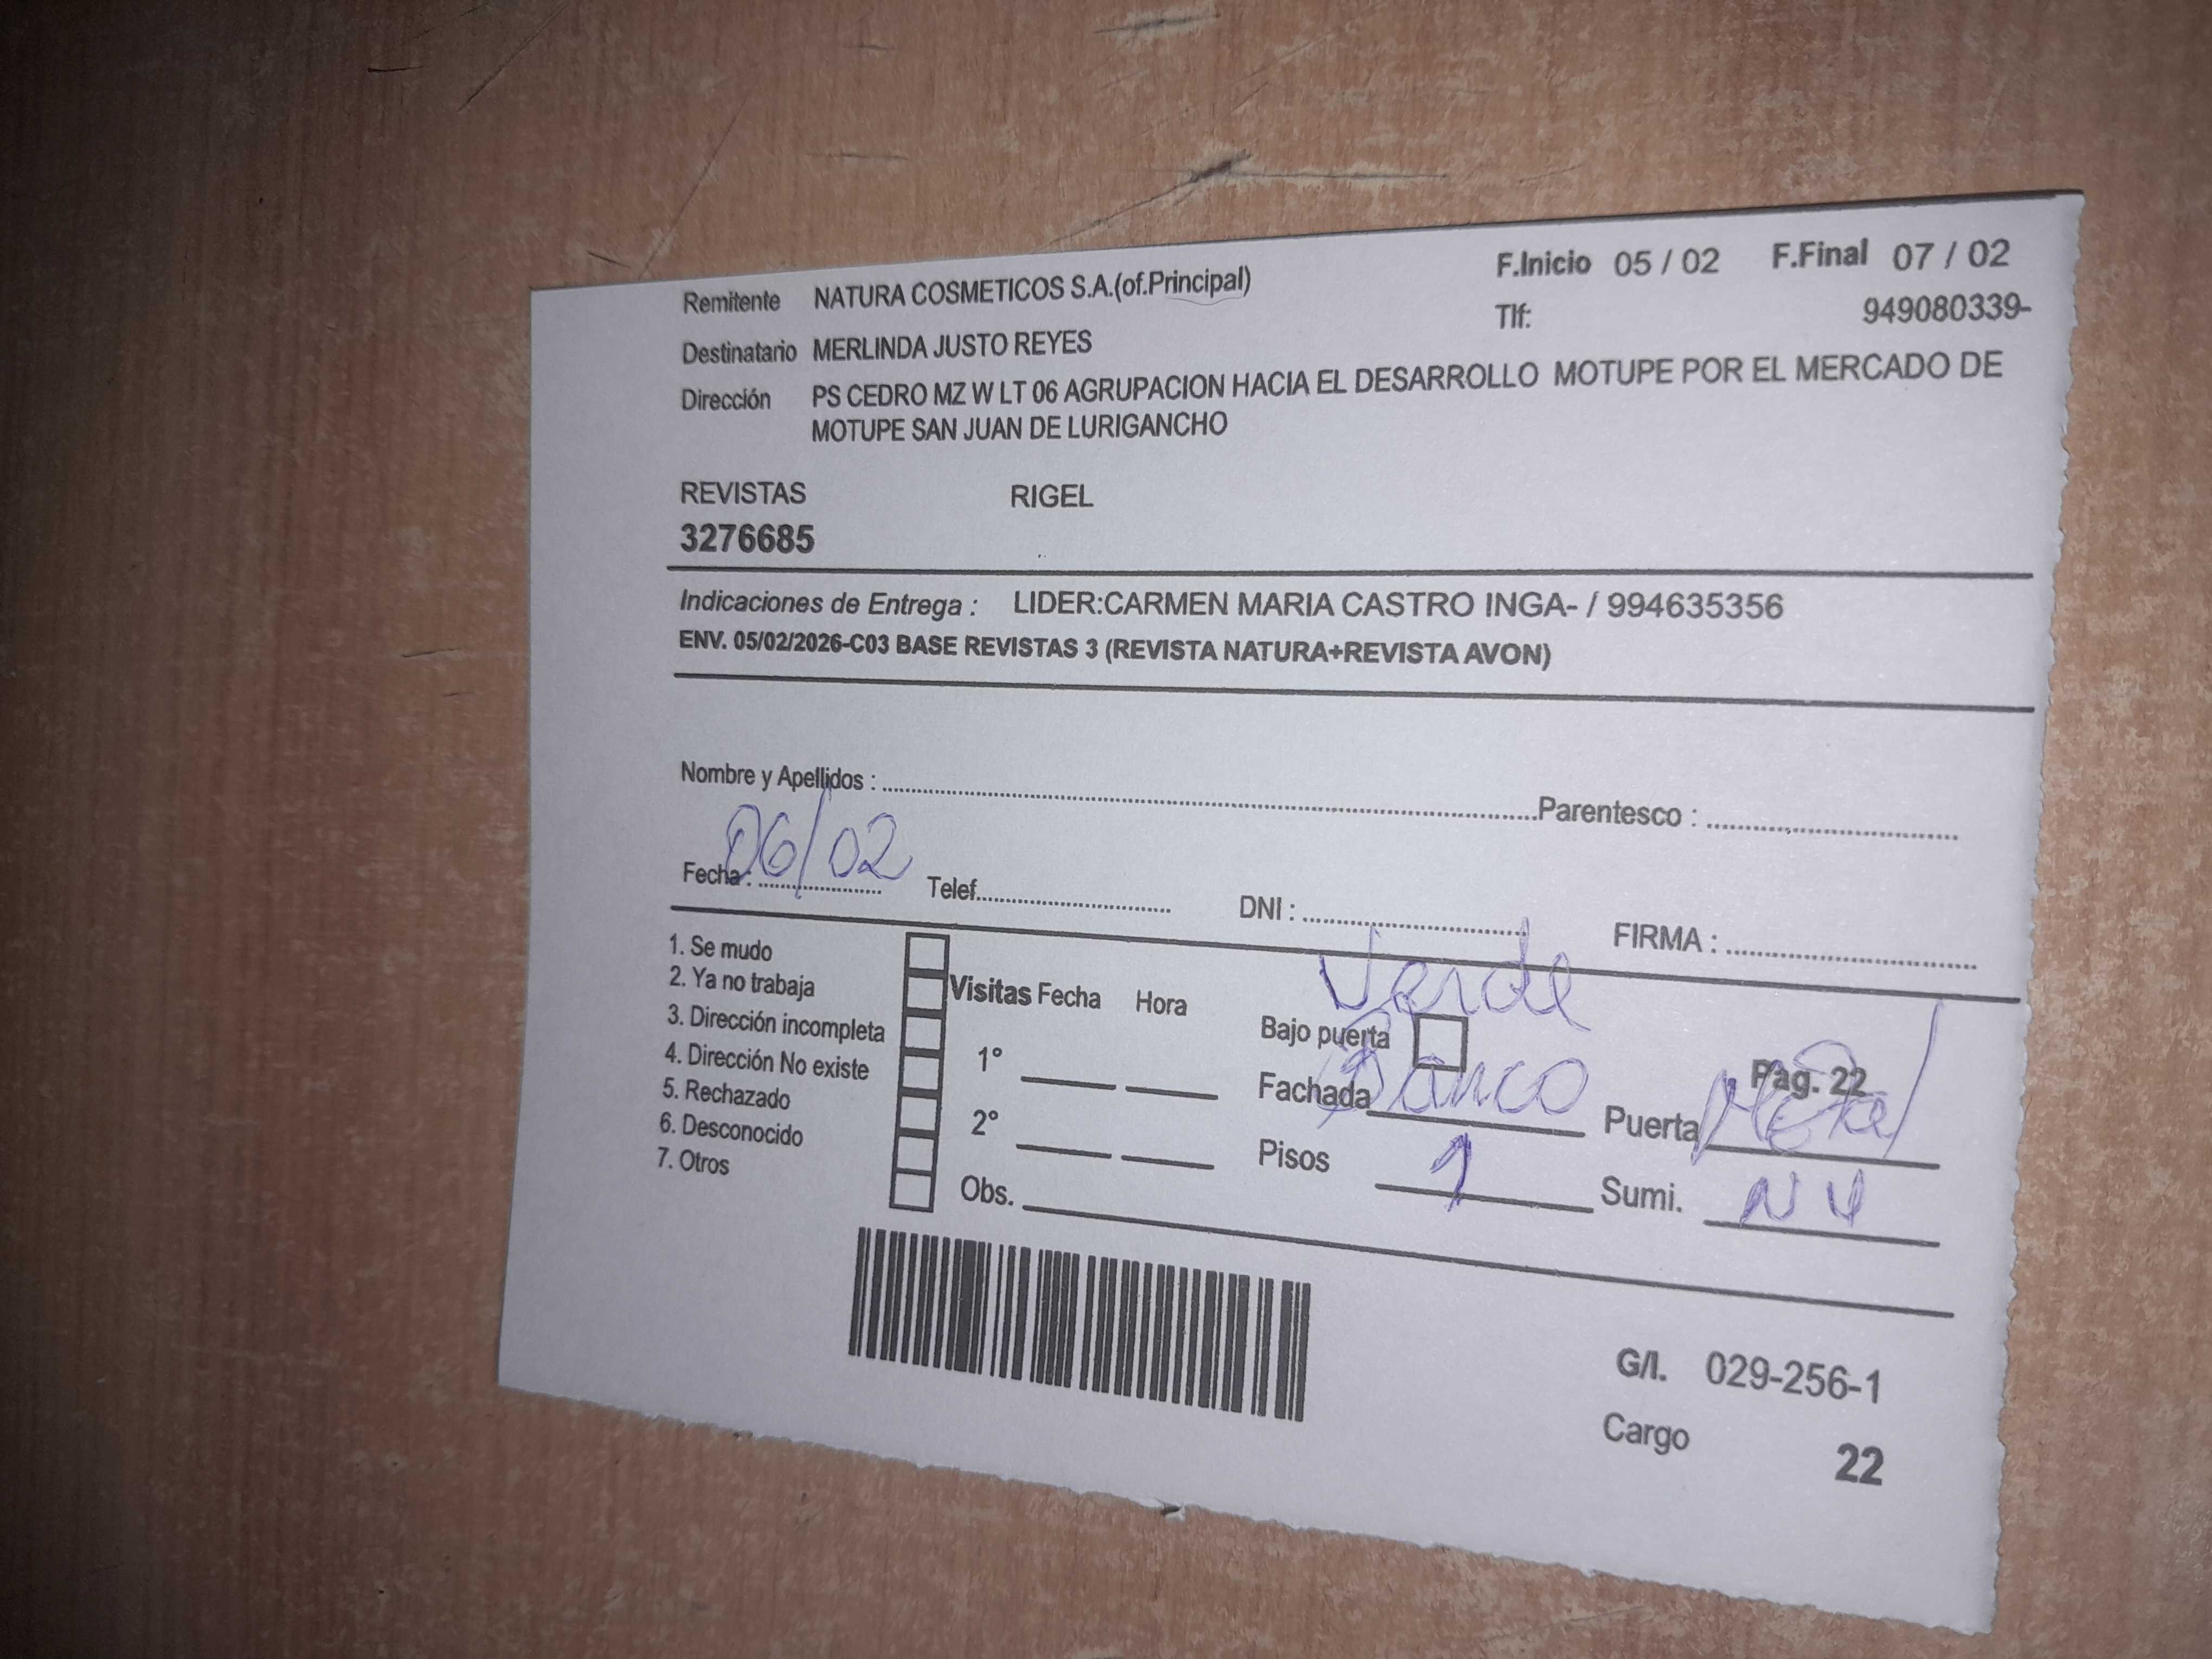 Remitente NATURA COSMETICOS S.A.(of.Principal) F.Inicio 05 / 02 F.Final 07 / 02
Tlf: 949080339-
Destinatario MERLINDA JUSTO REYES
Dirección PS CEDRO MZ W LT 06 AGRUPACION HACIA EL DESARROLLO MOTUPE POR EL MERCADO DE
MOTUPE SAN JUAN DE LURIGANCHO
REVISTAS RIGEL
3276685
Indicaciones de Entrega : LIDER:CARMEN MARIA CASTRO INGA- / 994635356
ENV. 05/02/2026-C03 BASE REVISTAS 3 (REVISTA NATURA+REVISTA AVON)
Nombre y Apellidos : Parentesco :
Fecha : 06/02 Telef. DNI : FIRMA :
1. Se mudo
2. Ya no trabaja
3. Dirección incompleta
4. Dirección No existe
5. Rechazado
6. Desconocido
7. Otros
Visitas Fecha Hora
1°
2°
Obs.
Verde
Bajo puerta
Pag. 22
Fachada Blanco Puerta Metal
Pisos 1 Sumi.
G/I. 029-256-1
Cargo 22